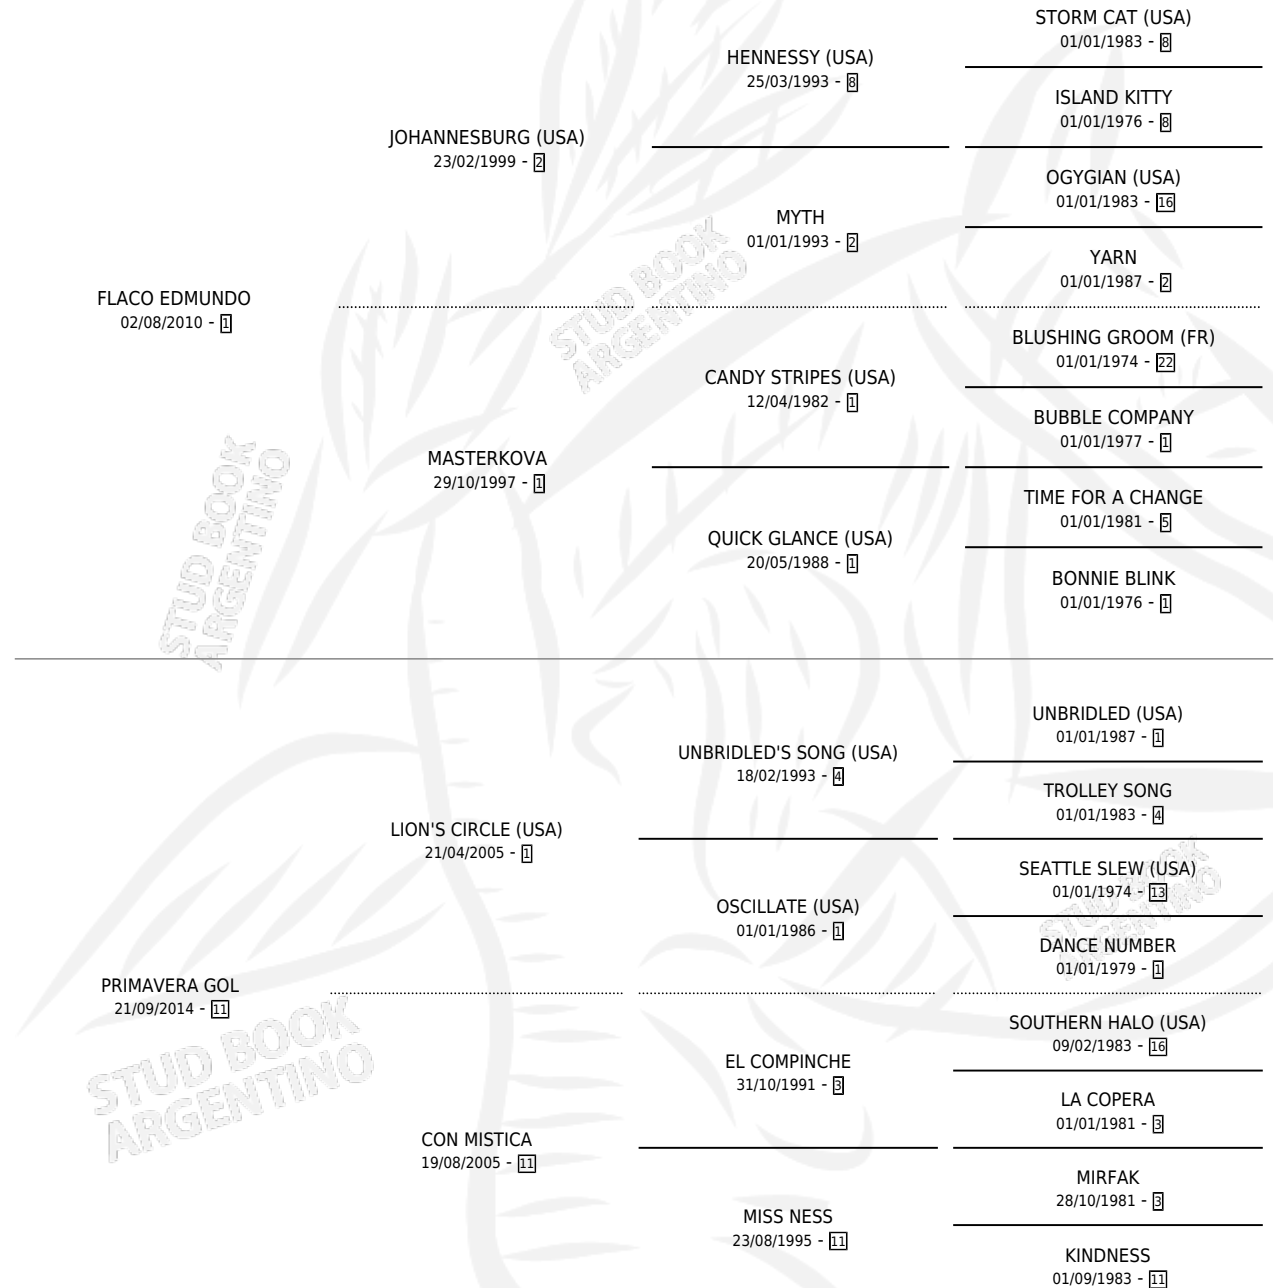 STORM CAT (USA)
01/01/1983 - 8
HENNESSY (USA)
25/03/1993 - 8
ISLAND KITTY
01/01/1976 - 8
JOHANNESBURG (USA)
23/02/1999 - 2
OGYGIAN (USA)
01/01/1983 - 16
MYTH
01/01/1993 - 2
YARN
01/01/1987 - 2
FLACO EDMUNDO
02/08/2010 - 1
STUD BOOK
ARGENTINO
BLUSHING GROOM (FR)
01/01/1974 - 22
CANDY STRIPES (USA)
12/04/1982 - 1
BUBBLE COMPANY
01/01/1977 - 1
MASTERKOVA
29/10/1997 - 1
TIME FOR A CHANGE
01/01/1981 - 5
QUICK GLANCE (USA)
20/05/1988 - 1
BONNIE BLINK
01/01/1976 - 1
STUD BOOK
ARGENTINO
UNBRIDLED (USA)
01/01/1987 - 1
UNBRIDLED'S SONG (USA)
18/02/1993 - 4
TROLLEY SONG
01/01/1983 - 4
LION'S CIRCLE (USA)
21/04/2005 - 1
SEATTLE SLEW (USA)
01/01/1974 - 13
OSCILLATE (USA)
01/01/1986 - 1
STUD BOOK
ARGENTINO
DANCE NUMBER
01/01/1979 - 1
PRIMAVERA GOL
21/09/2014 - 11
STUD BOOK
ARGENTINO
SOUTHERN HALO (USA)
09/02/1983 - 16
EL COMPINCHE
31/10/1991 - 3
LA COPERA
01/01/1981 - 3
CON MISTICA
19/08/2005 - 11
MIRFAK
28/10/1981 - 3
MISS NESS
23/08/1995 - 11
KINDNESS
01/09/1983 - 11